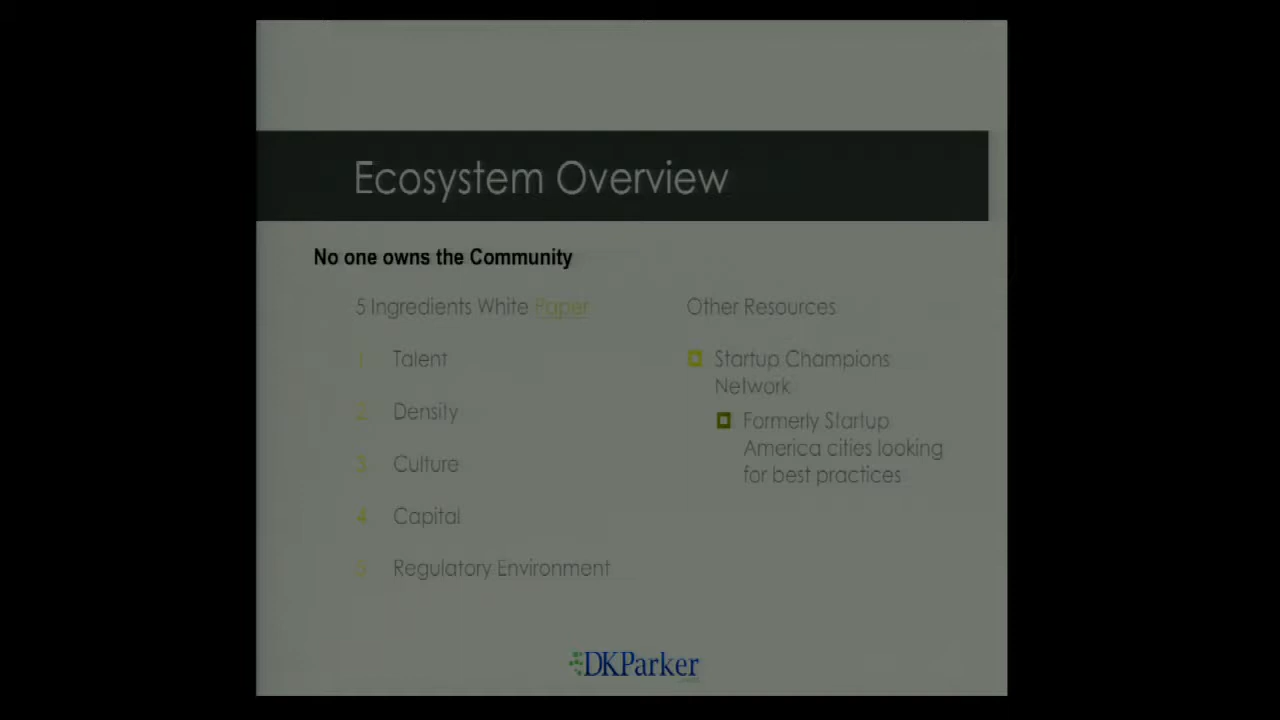 Ecosystem Overview
No one owns the Community
5 Ingredients White Paper
1. Talent
2. Density
3. Culture
4. Capital
5. Regulatory Environment
Other Resources
Startup Champions
Network
Formerly Startup
America cities looking
for best practices
DKParker